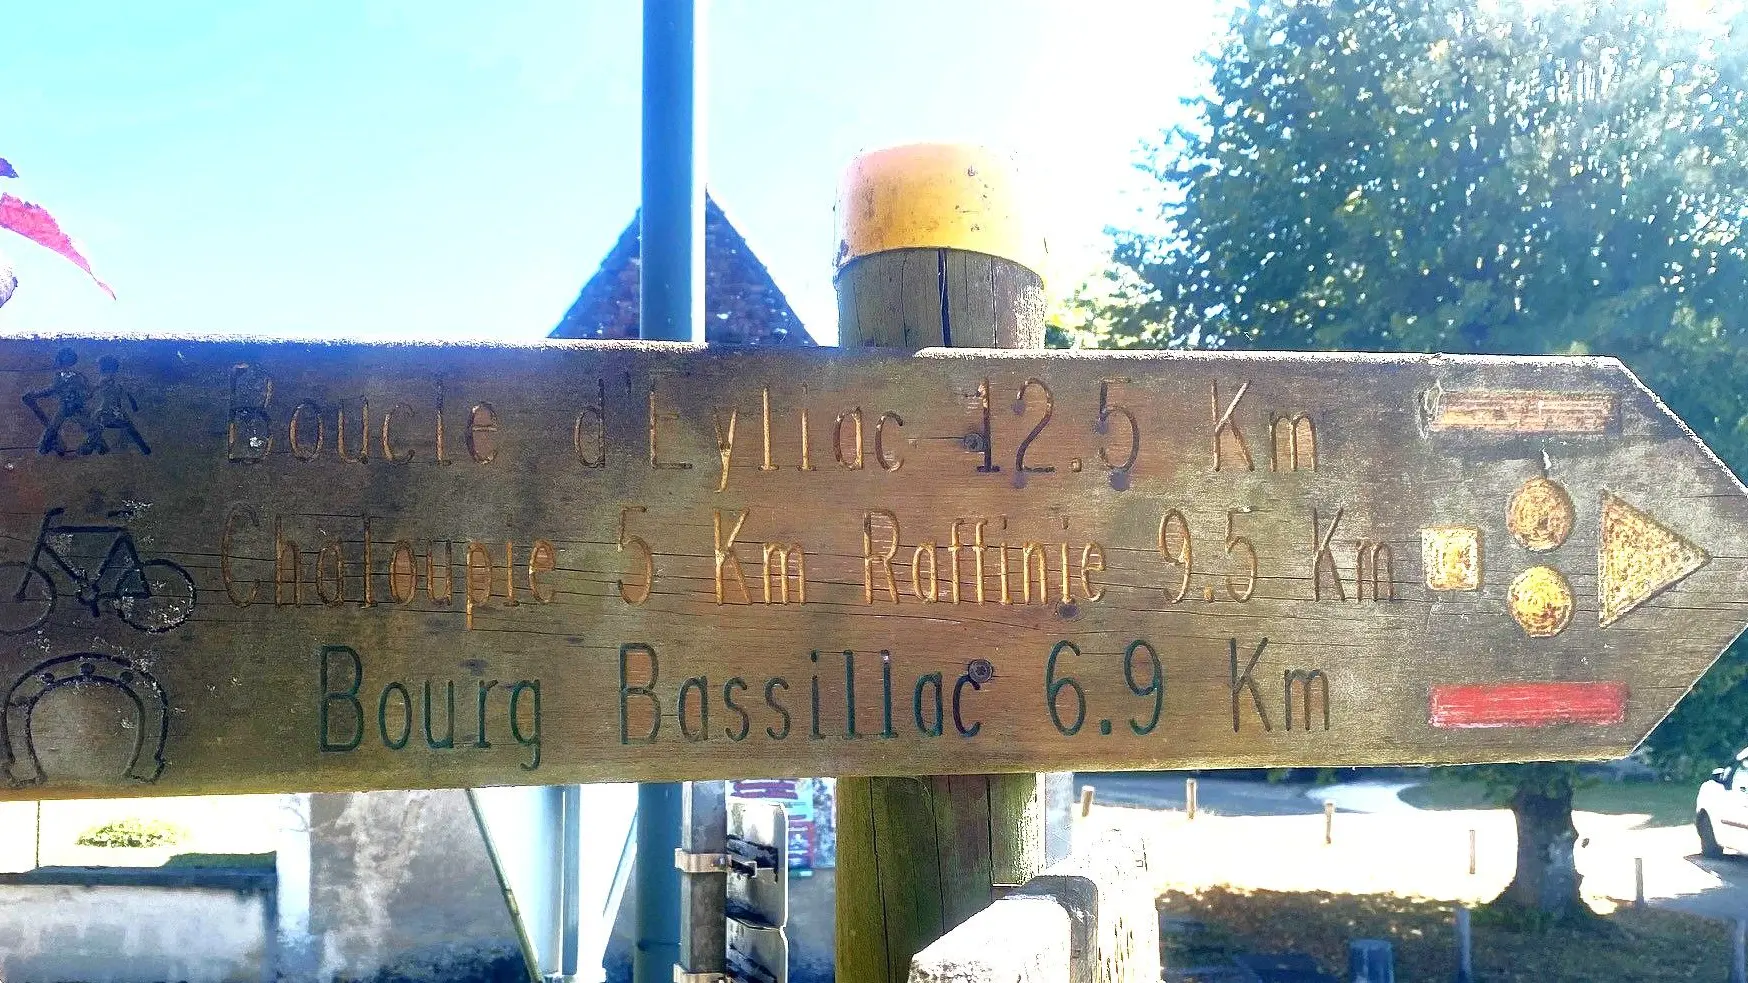 Boucle d'Eyliac 12.5 Km
Chaloupie 5 Km Raffinie 9.5 Km
Bourg Bassillac 6.9 Km